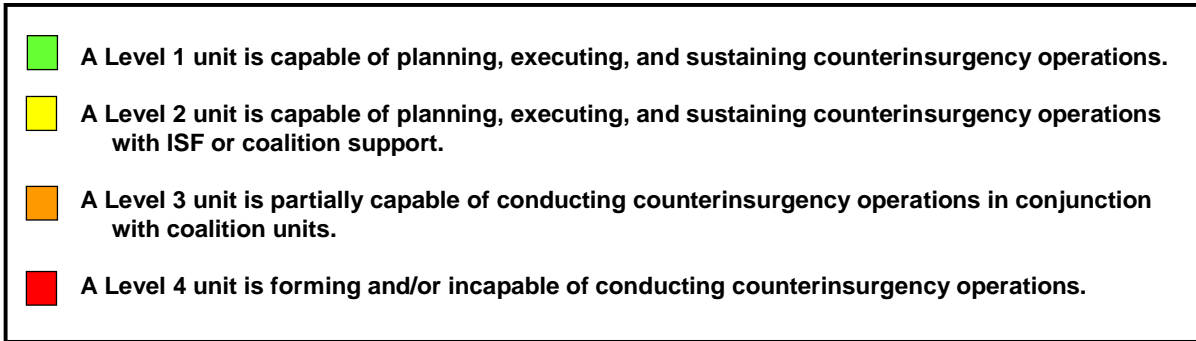 A Level 1 unit is capable of planning, executing, and sustaining counterinsurgency operations.
A Level 2 unit is capable of planning, executing, and sustaining counterinsurgency operations
with ISF or coalition support.
A Level 3 unit is partially capable of conducting counterinsurgency operations in conjunction
with coalition units.
A Level 4 unit is forming and/or incapable of conducting counterinsurgency operations.